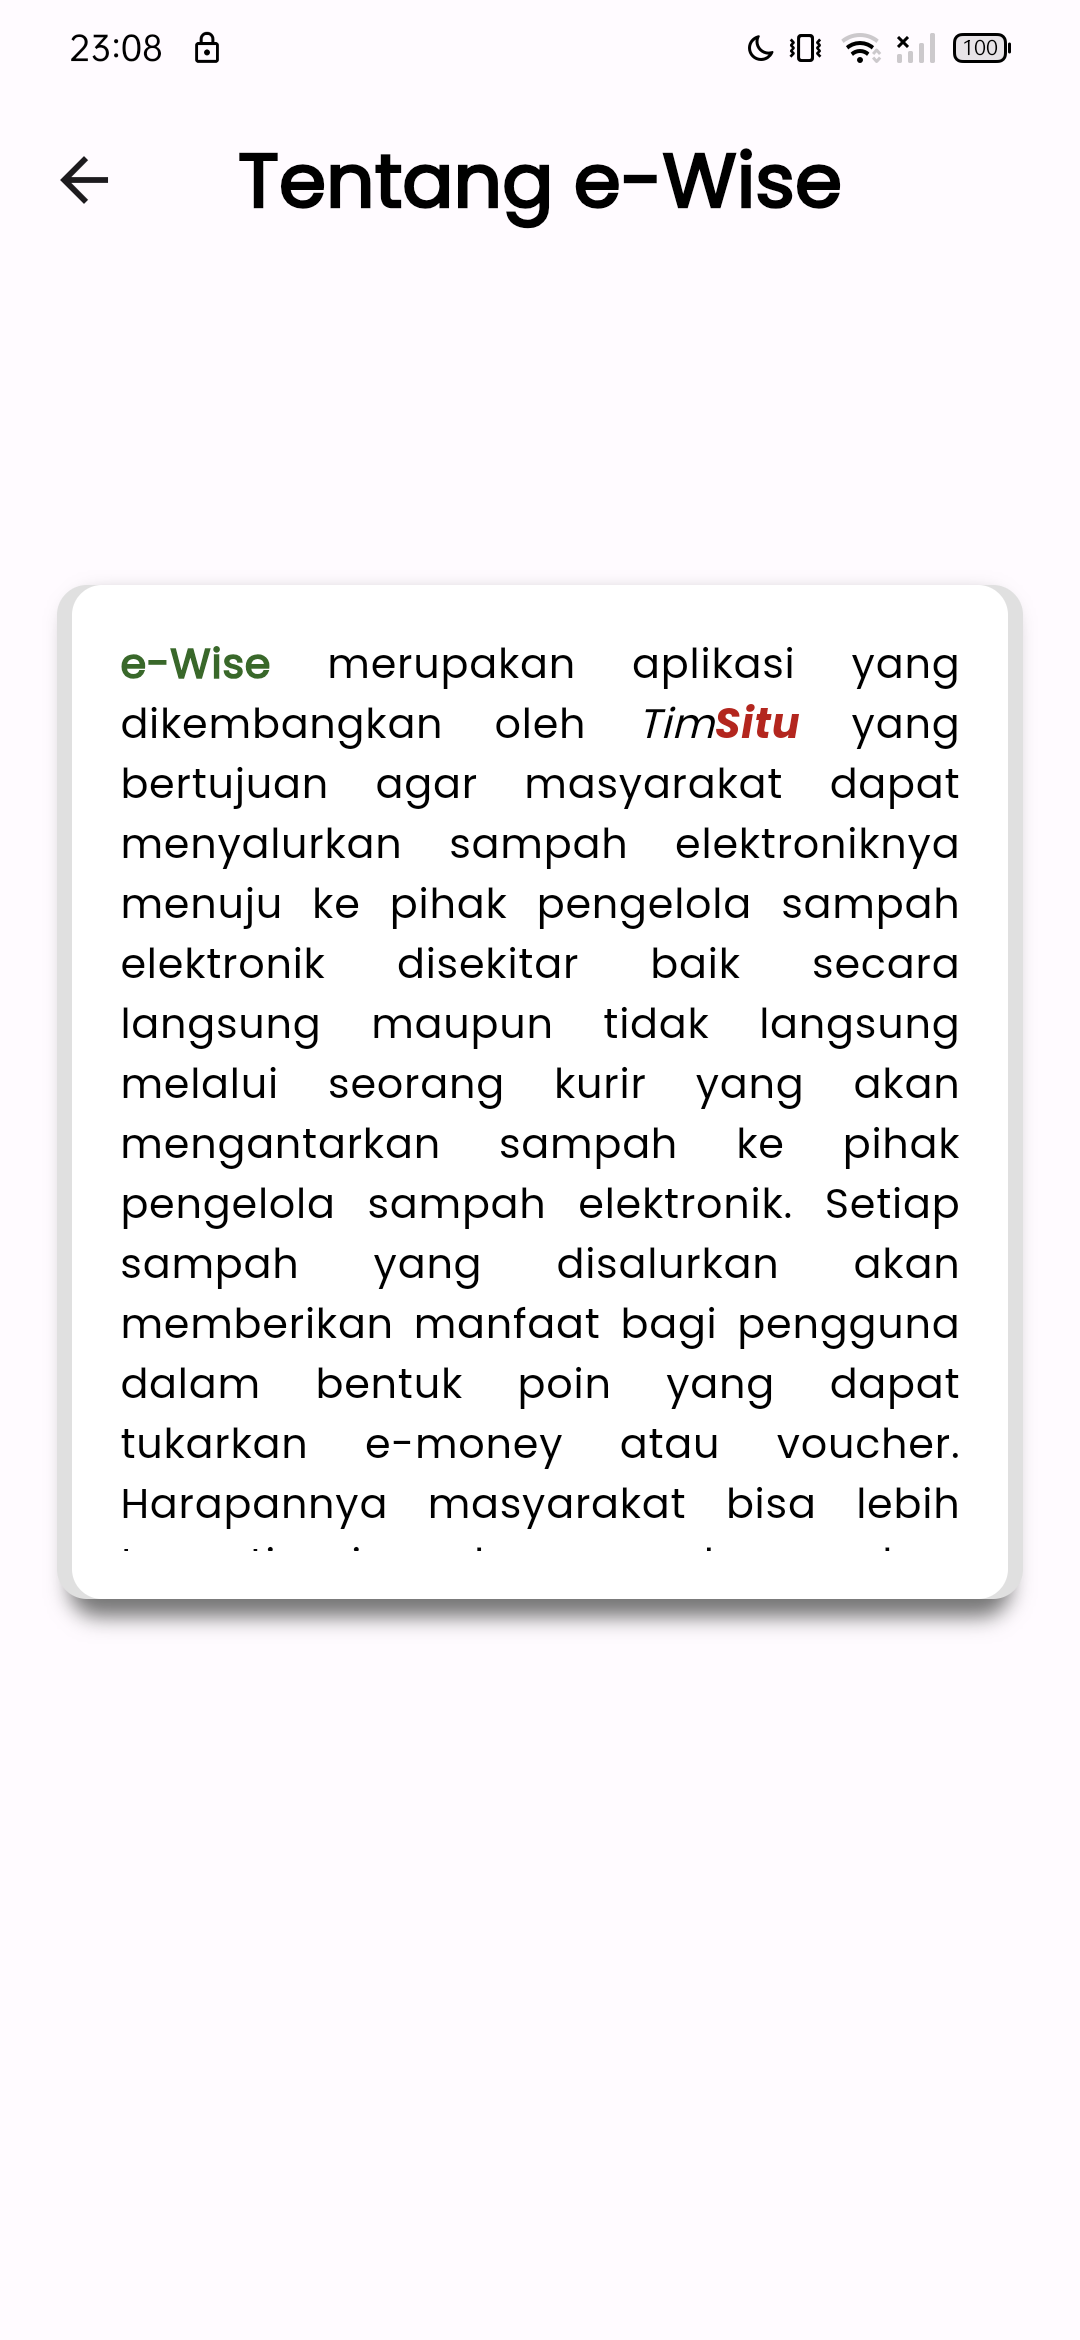 23:08
100
Tentang e-Wise
e-Wise merupakan aplikasi yang
dikembangkan oleh TimSitu yang
bertujuan agar masyarakat dapat
menyalurkan sampah elektroniknya
menuju ke pihak pengelola sampah
elektronik disekitar baik secara
langsung maupun tidak langsung
melalui seorang kurir yang akan
mengantarkan sampah ke pihak
pengelola sampah elektronik. Setiap
sampah yang disalurkan akan
memberikan manfaat bagi pengguna
dalam bentuk poin yang dapat
tukarkan e-money atau voucher.
Harapannya masyarakat bisa lebih